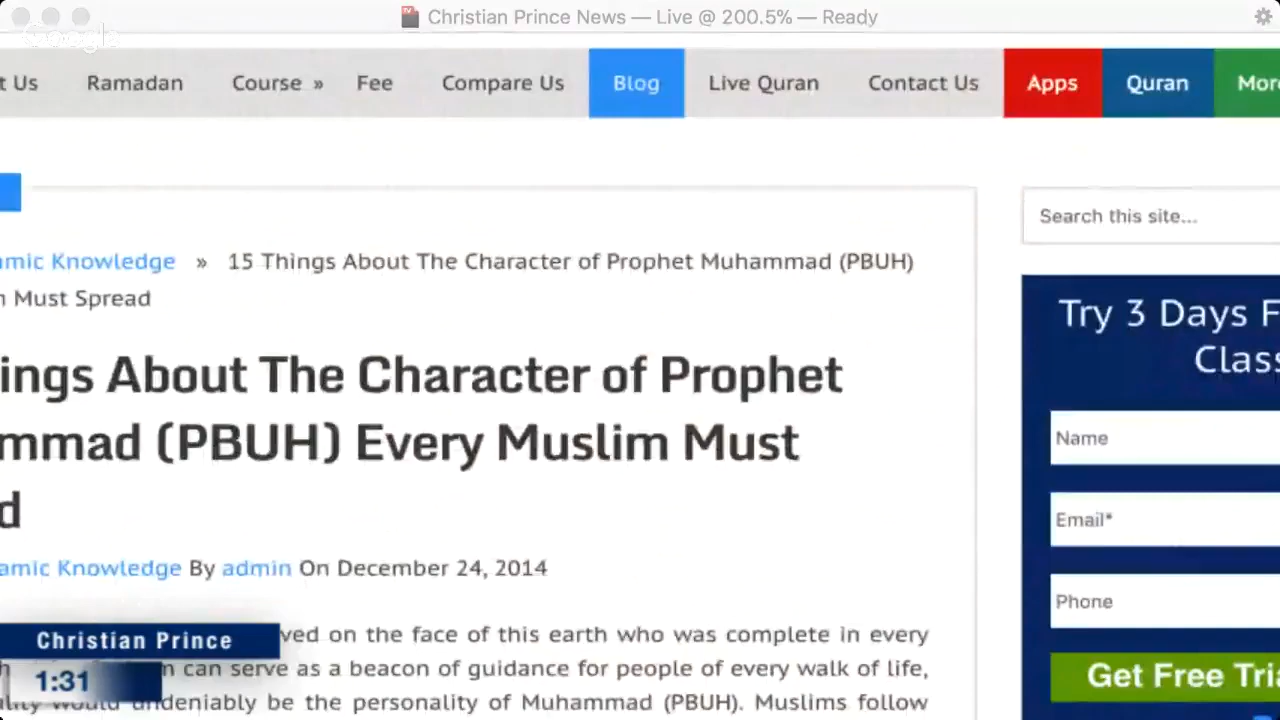 Christian Prince News — Live @ 200.5% — Ready
Google
t Us Ramadan Course » Fee Compare Us Blog Live Quran Contact Us Apps Quran More
Search this site...
amic Knowledge » 15 Things About The Character of Prophet Muhammad (PBUH)
n Must Spread
Try 3 Days F
Class
ings About The Character of Prophet
mmad (PBUH) Every Muslim Must
d
Name
Email*
Phone
Get Free Tria
amic Knowledge By admin On December 24, 2014
ved on the face of this earth who was complete in every
can serve as a beacon of guidance for people of every walk of life,
undeniably be the personality of Muhammad (PBUH). Muslims follow
Christian Prince
1:31